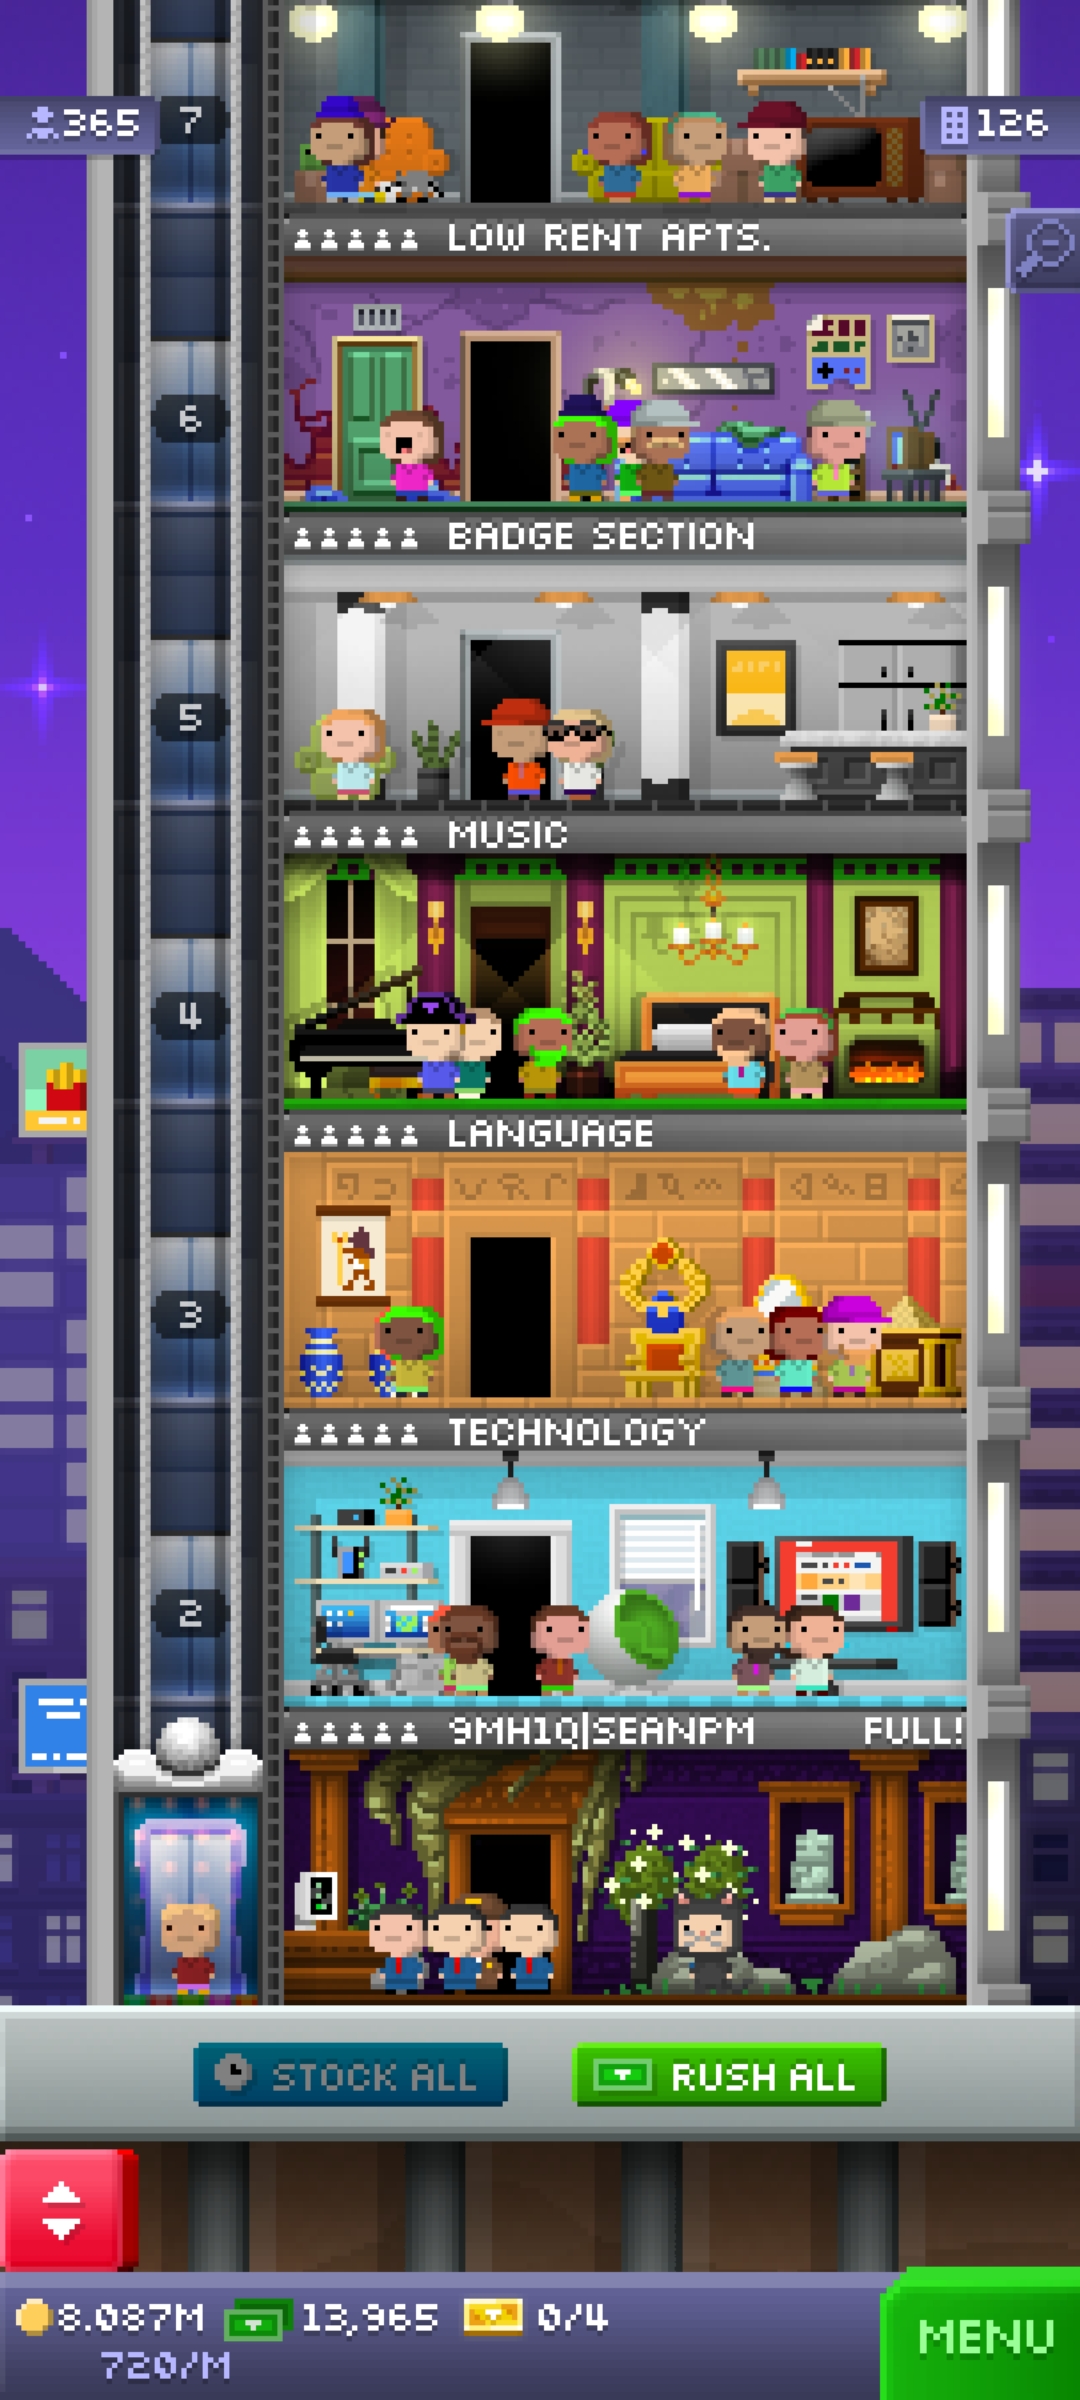 7
365
126
LOW RENT APTS.
6
BADGE SECTION
5
MUSIC
4
LANGUAGE
3
TECHNOLOGY
2
9MH1Q|SEANPM FULL!
STOCK ALL
RUSH ALL
8.087M 13,965 0/4
720/M
MENU